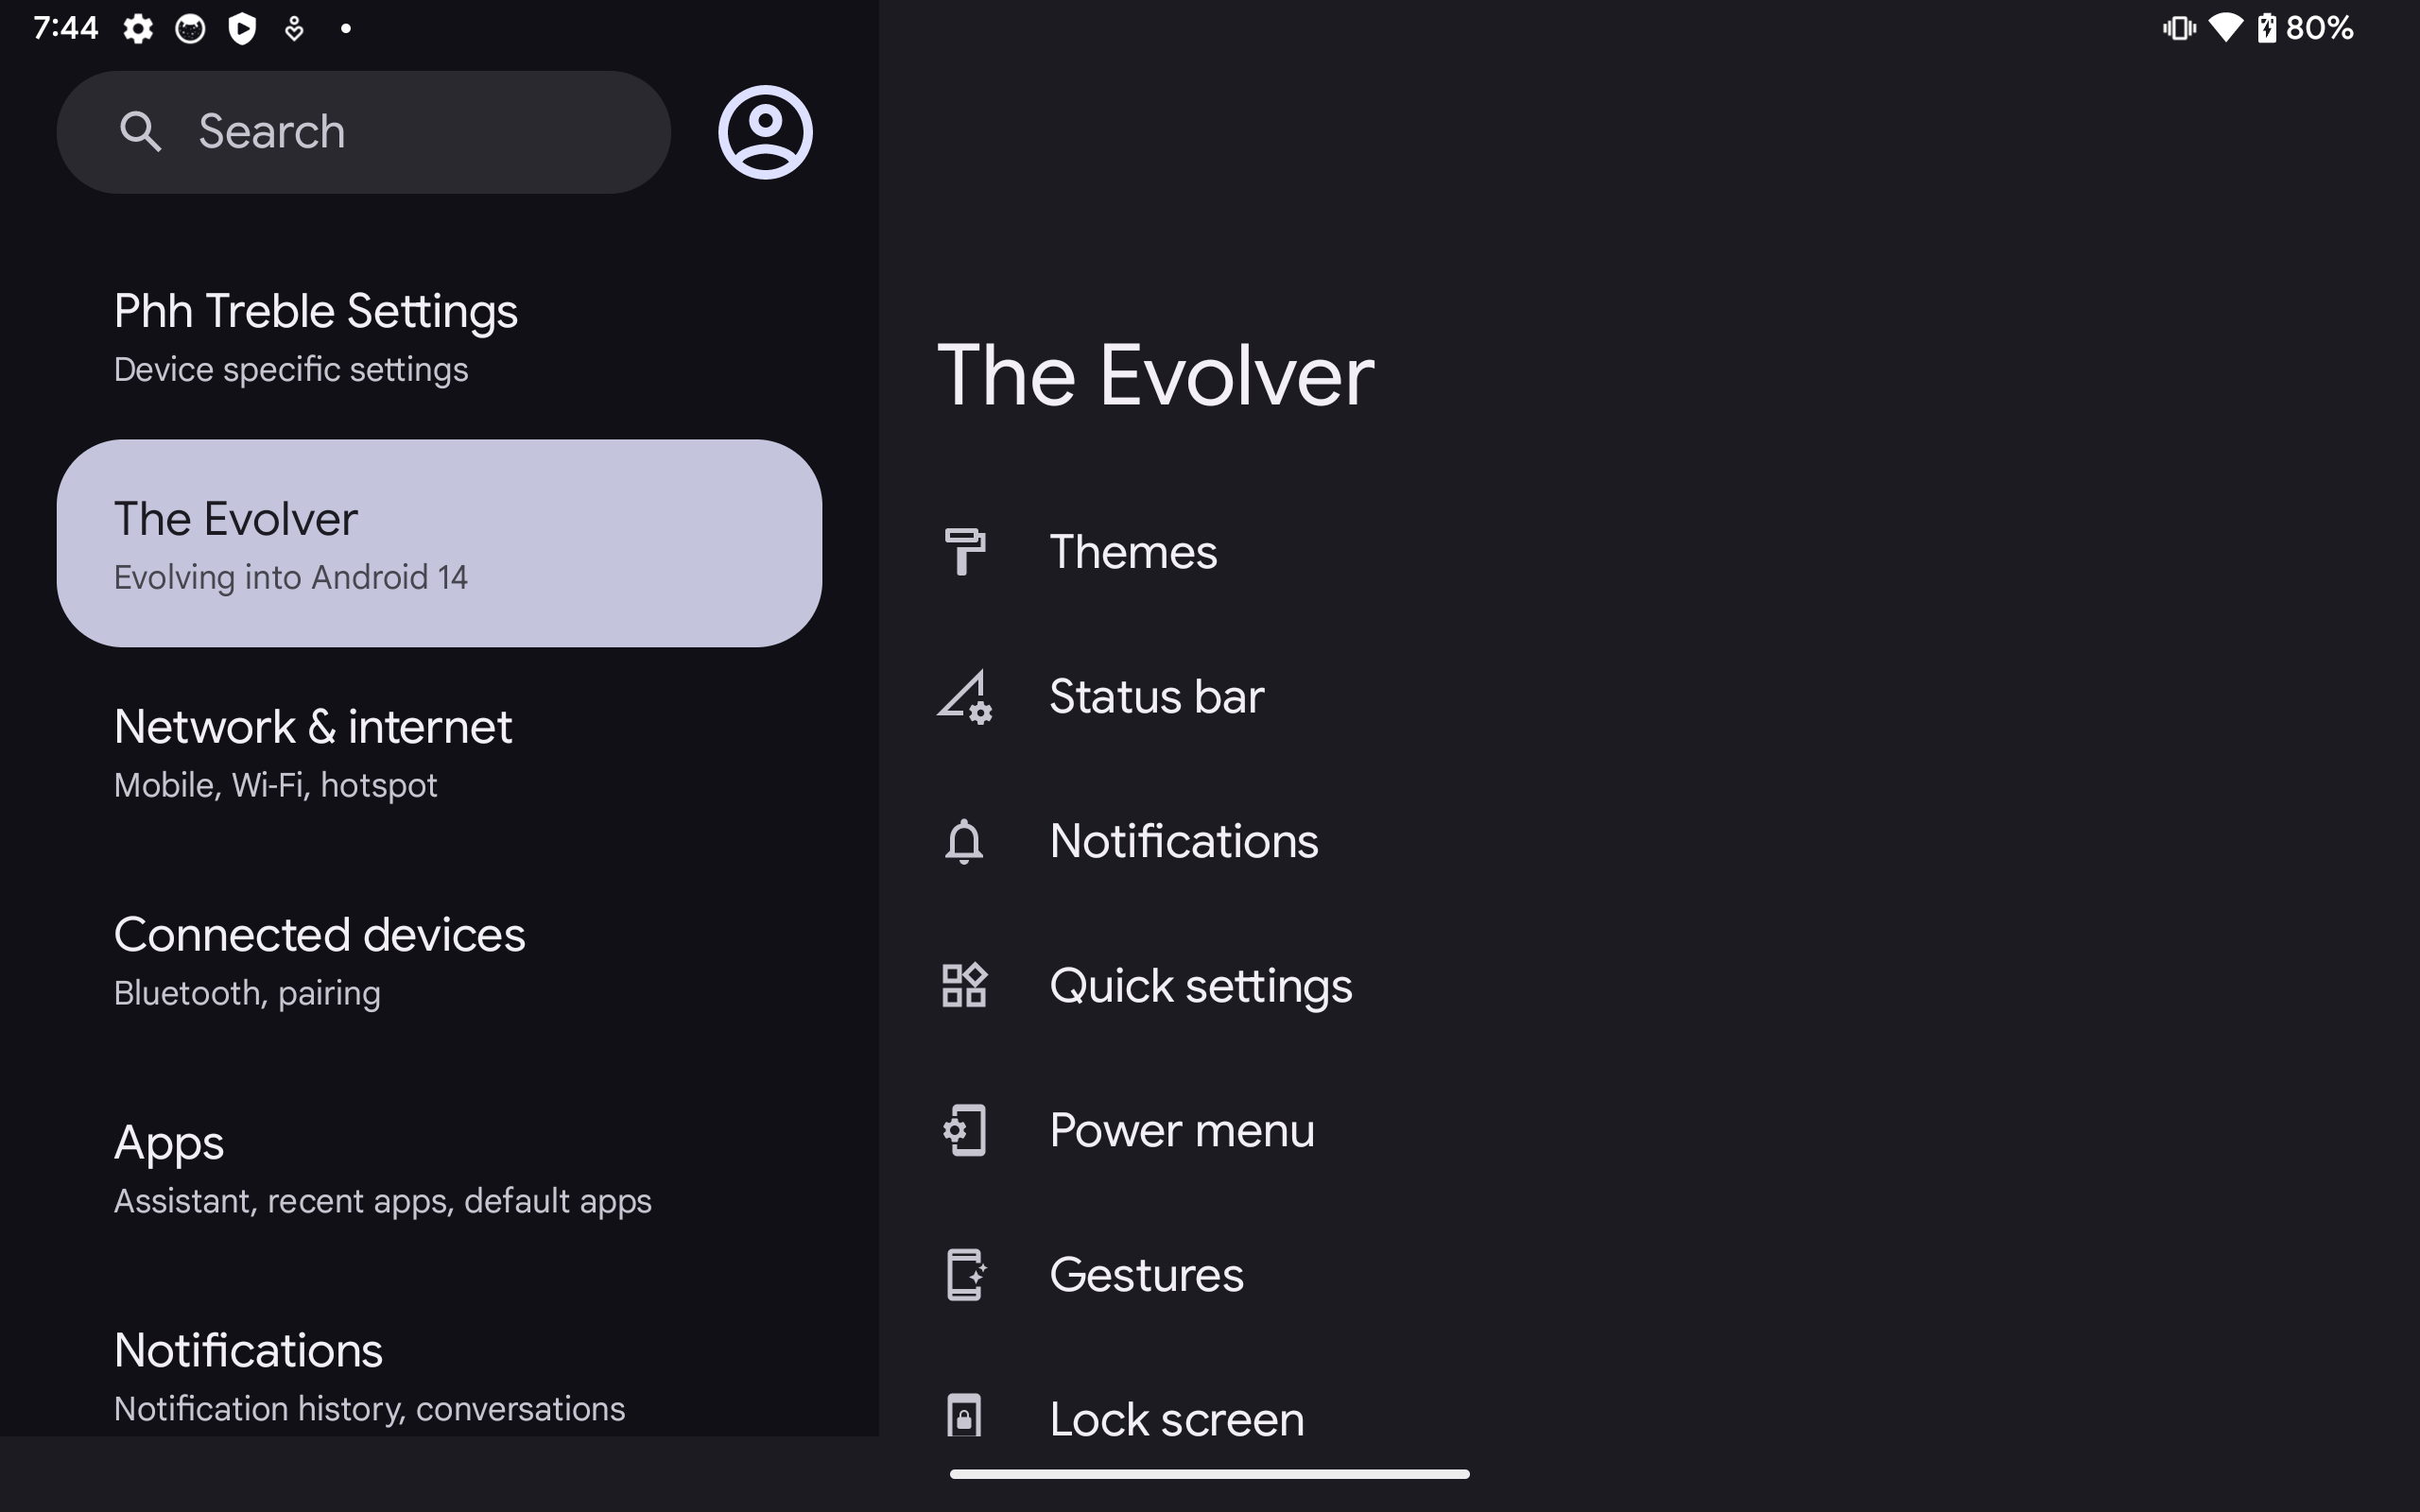 7:44
80%
Search
Phh Treble Settings
Device specific settings
The Evolver
Evolving into Android 14
Network & internet
Mobile, Wi-Fi, hotspot
Connected devices
Bluetooth, pairing
Apps
Assistant, recent apps, default apps
Notifications
Notification history, conversations
The Evolver
Themes
Status bar
Notifications
Quick settings
Power menu
Gestures
Lock screen